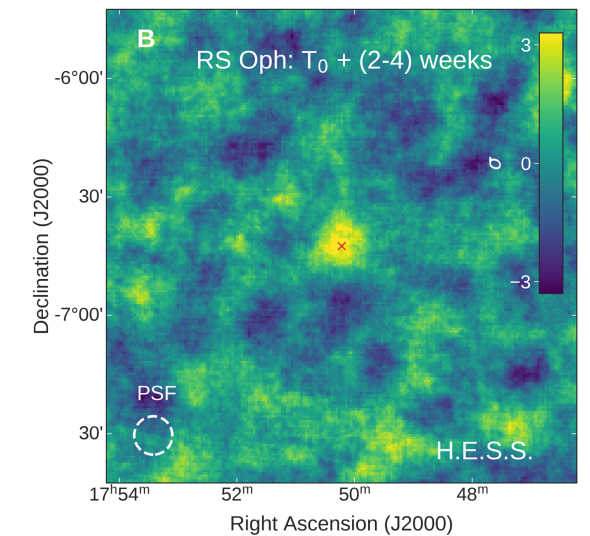 B
RS Oph: T₀ + (2-4) weeks
3
0
−3
σ
-6°00'
30'
-7°00'
30'
Declination (J2000)
PSF
H.E.S.S.
17ʰ54ᵐ 52ᵐ 50ᵐ 48ᵐ
Right Ascension (J2000)